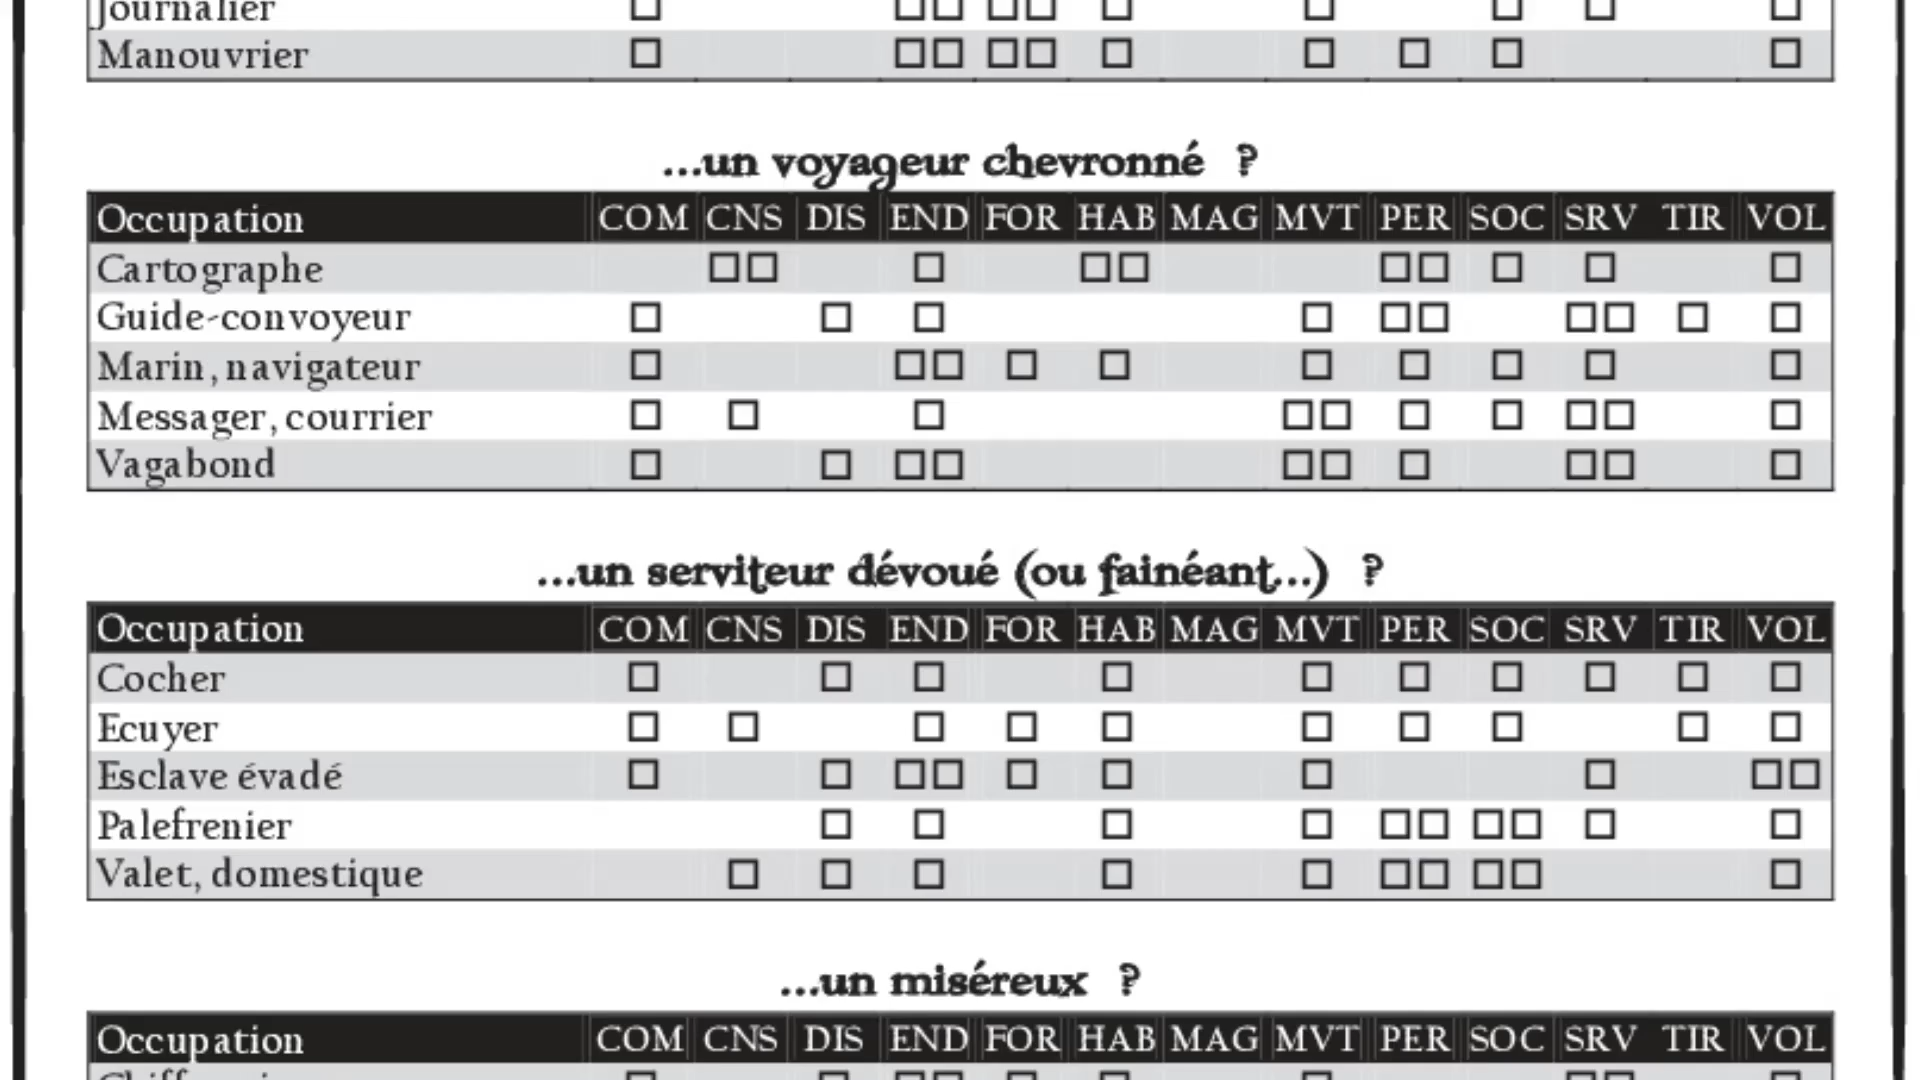 Journalier □ □□ □□ □ □ □ □ □
Manouvrier □ □□ □□ □ □ □ □ □
...un voyageur chevronné ?
Occupation COM CNS DIS END FOR HAB MAG MVT PER SOC SRV TIR VOL
Cartographe □□ □ □□ □□ □ □ □
Guide-convoyeur □ □ □ □ □□ □□ □ □
Marin, navigateur □ □□ □ □ □ □ □ □ □
Messager, courrier □ □ □ □□ □ □ □□ □
Vagabond □ □ □□ □□ □ □□ □
...un serviteur dévoué (ou fainéant...) ?
Occupation COM CNS DIS END FOR HAB MAG MVT PER SOC SRV TIR VOL
Cocher □ □ □ □ □ □ □ □ □ □
Ecuyer □ □ □ □ □ □ □ □ □ □
Esclave évadé □ □ □□ □ □ □ □ □□
Palefrenier □ □ □ □ □□ □□ □ □
Valet, domestique □ □ □ □ □ □□ □□ □
...un miséreux ?
Occupation COM CNS DIS END FOR HAB MAG MVT PER SOC SRV TIR VOL